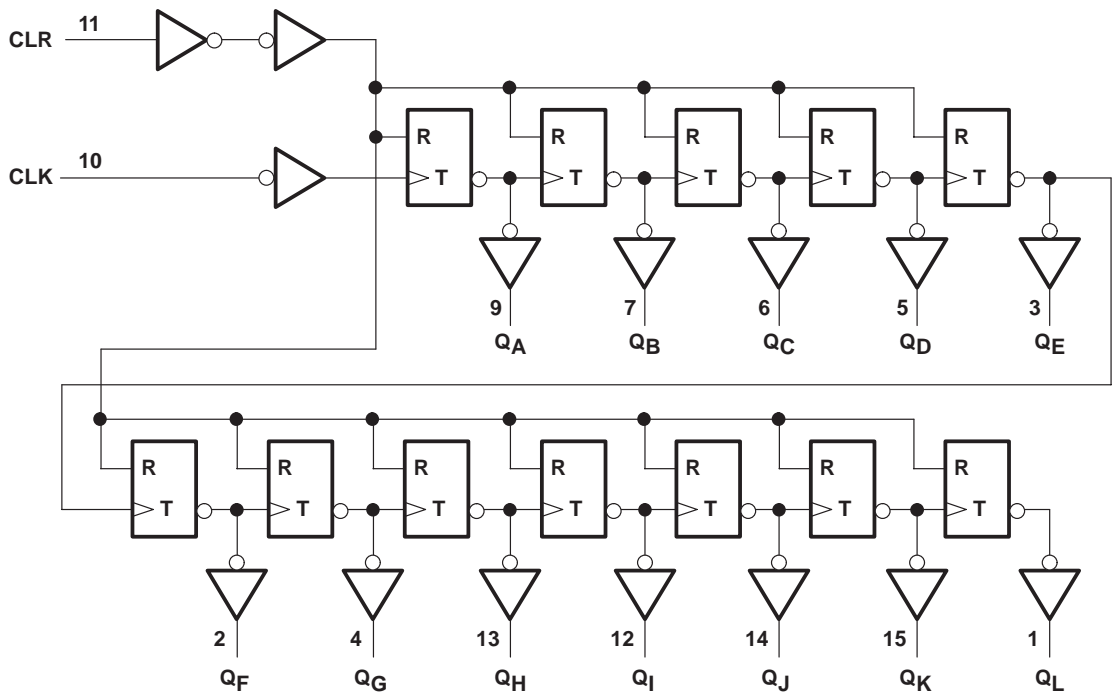 CLR 11
R R R R R
CLK 10
T T T T T
9 7 6 5 3
QA QB QC QD QE
R R R R R R R
T T T T T T T
2 4 13 12 14 15 1
QF QG QH QI QJ QK QL